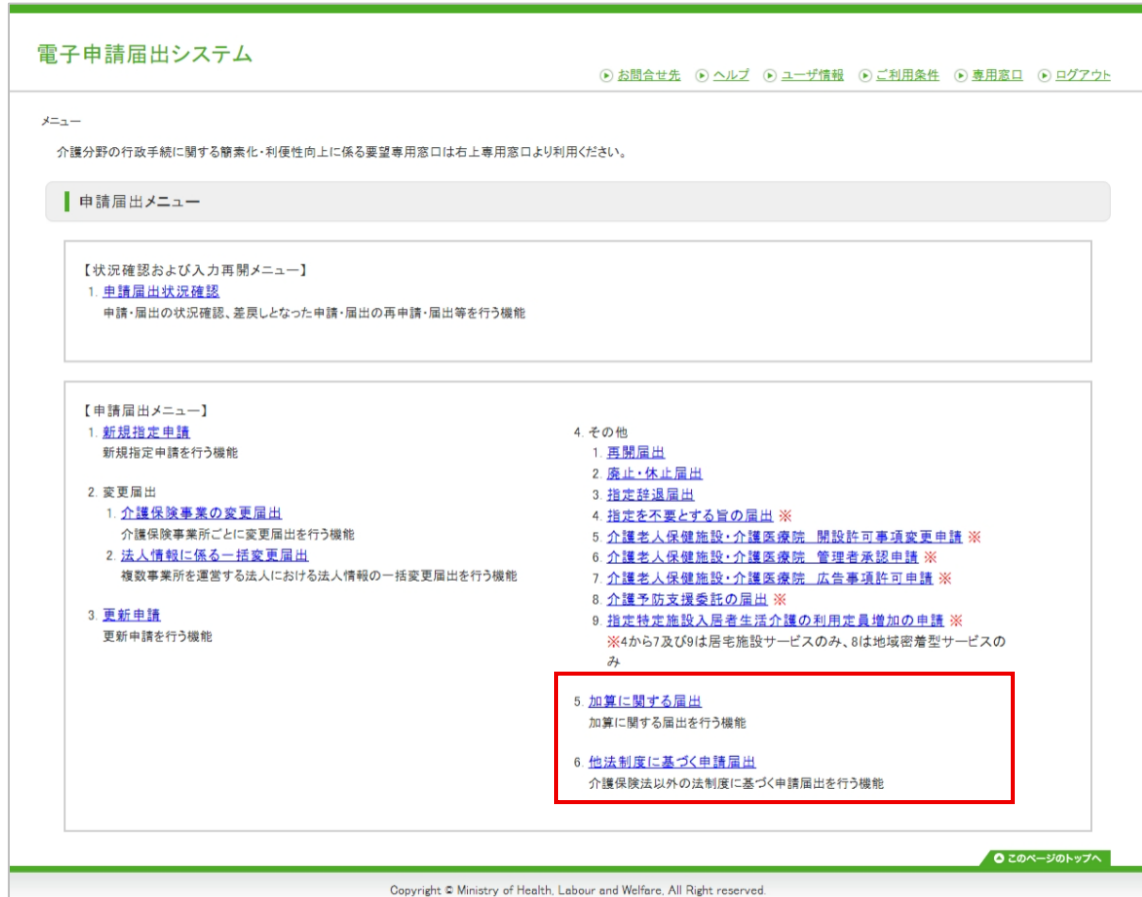 電子申請届出システム
お問合せ先 ヘルプ ユーザ情報 ご利用条件 専用窓口 ログアウト
メニュー
介護分野の行政手続に関する簡素化・利便性向上に係る要望専用窓口は右上専用窓口より利用ください。
申請届出メニュー
【状況確認および入力再開メニュー】
1. 申請届出状況確認
申請・届出の状況確認、差戻しとなった申請・届出の再申請・届出等を行う機能
【申請届出メニュー】
1. 新規指定申請
新規指定申請を行う機能
2. 変更届出
1. 介護保険事業の変更届出
介護保険事業所ごとに変更届出を行う機能
2. 法人情報に係る一括変更届出
複数事業所を運営する法人における法人情報の一括変更届出を行う機能
3. 更新申請
更新申請を行う機能
4. その他
1. 再開届出
2. 廃止・休止届出
3. 指定辞退届出
4. 指定を不要とする旨の届出 ※
5. 介護老人保健施設・介護医療院　開設許可事項変更申請 ※
6. 介護老人保健施設・介護医療院　管理者承認申請 ※
7. 介護老人保健施設・介護医療院　広告事項許可申請 ※
8. 介護予防支援委託の届出 ※
9. 指定特定施設入居者生活介護の利用定員増加の申請 ※
※4から7及び9は居宅施設サービスのみ、8は地域密着型サービスの
み
5. 加算に関する届出
加算に関する届出を行う機能
6. 他法制度に基づく申請届出
介護保険法以外の法制度に基づく申請届出を行う機能
このページのトップへ
Copyright © Ministry of Health, Labour and Welfare, All Right reserved.